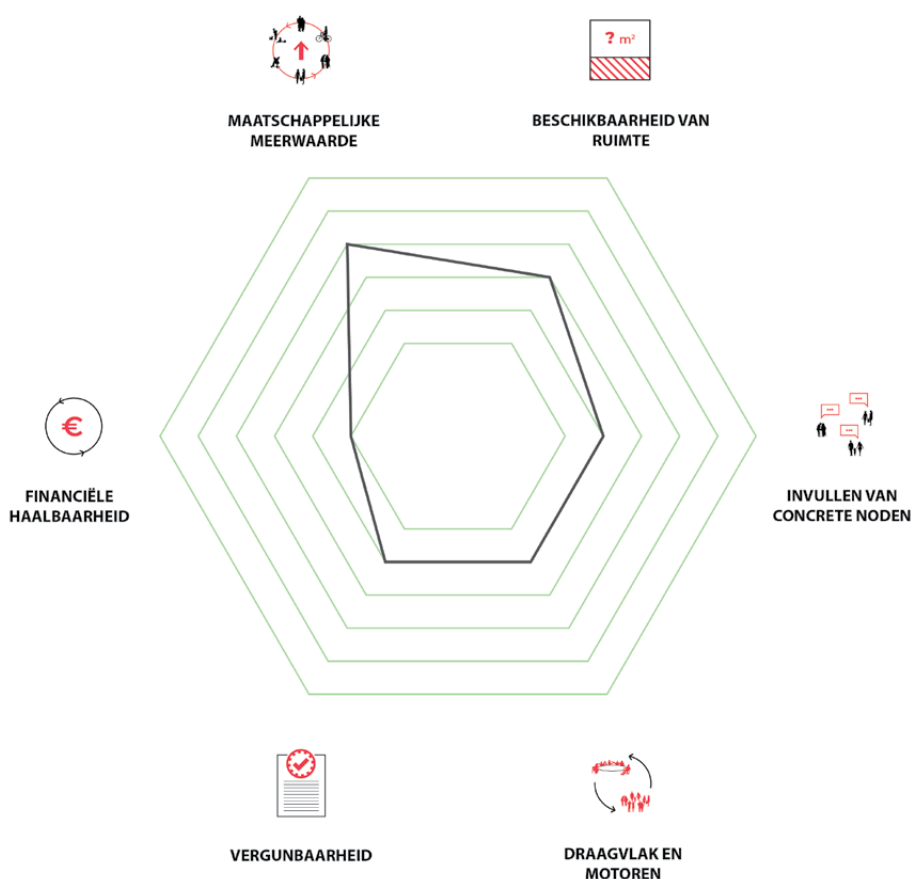 ? m²
MAATSCHAPPELIJKE
MEERWAARDE
BESCHIKBAARHEID VAN
RUIMTE
€
FINANCIËLE
HAALBAARHEID
INVULLEN VAN
CONCRETE NODEN
VERGUNBAARHEID
DRAAGVLAK EN
MOTOREN